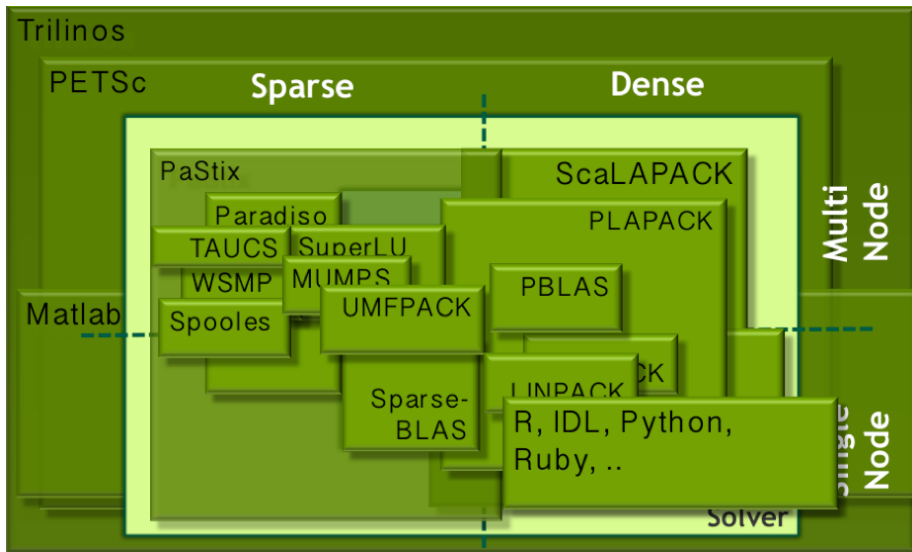 Trilinos
PETSc
Sparse
Dense
PaStix
ScaLAPACK
Paradiso
PLAPACK
TAUCS
SuperLU
WSMP
MUMPS
PBLAS
Multi
Node
Matlab
Spooles
UMFPACK
CK
LINPACK
Sparse-
BLAS
R, IDL, Python,
Ruby, ..
Single
Node
Solver